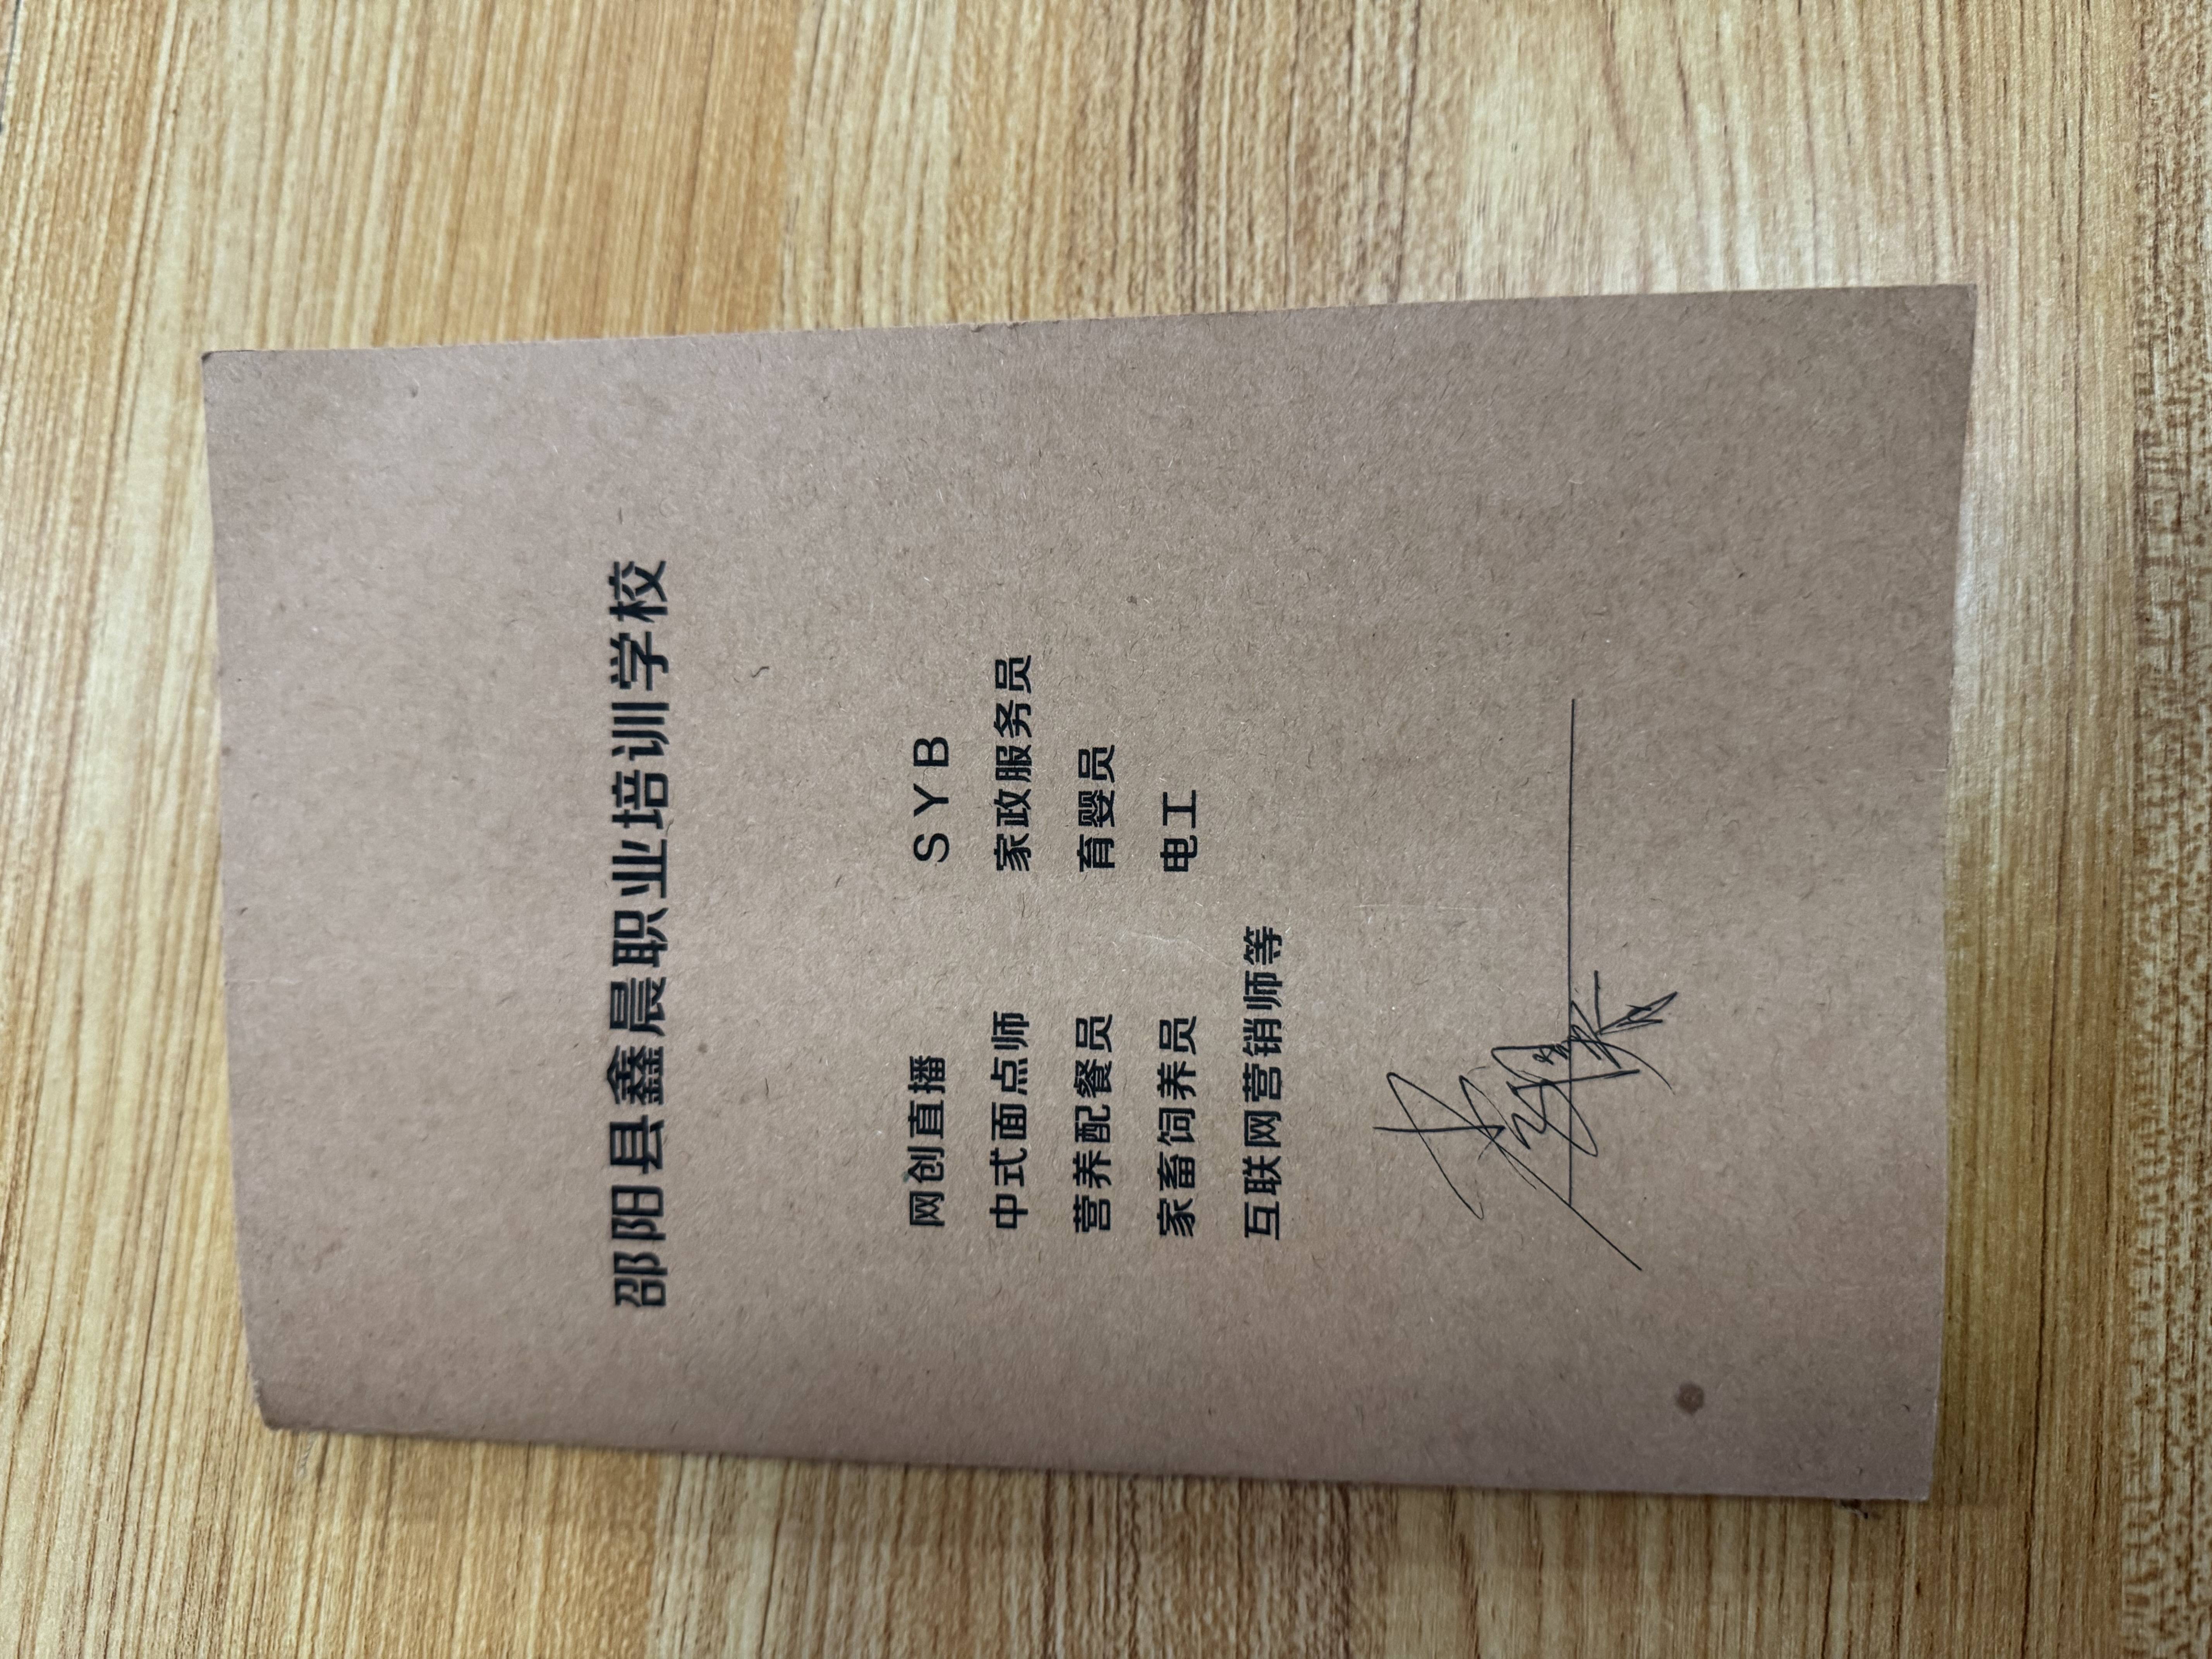 邵阳县鑫晨职业培训学校
网创直播 SYB
中式面点师 家政服务员
营养配餐员 育婴员
家畜饲养员 电工
互联网营销师等